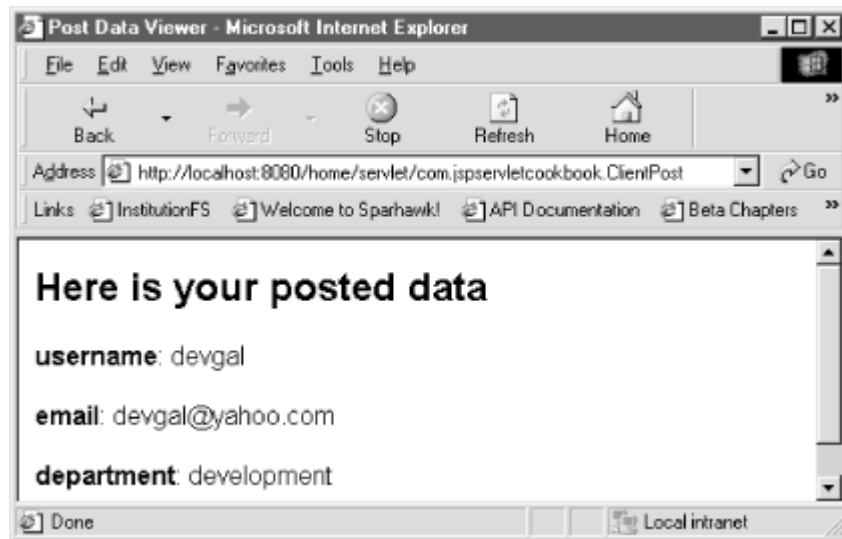 Post Data Viewer - Microsoft Internet Explorer
File Edit View Favorites Tools Help
Back Forward Stop Refresh Home »
Address http://localhost:8080/home/servlet/com.jspservletcookbook.ClientPost Go
Links InstitutionFS Welcome to Sparhawk! API Documentation Beta Chapters »
Here is your posted data
username: devgal
email: devgal@yahoo.com
department: development
Done Local intranet